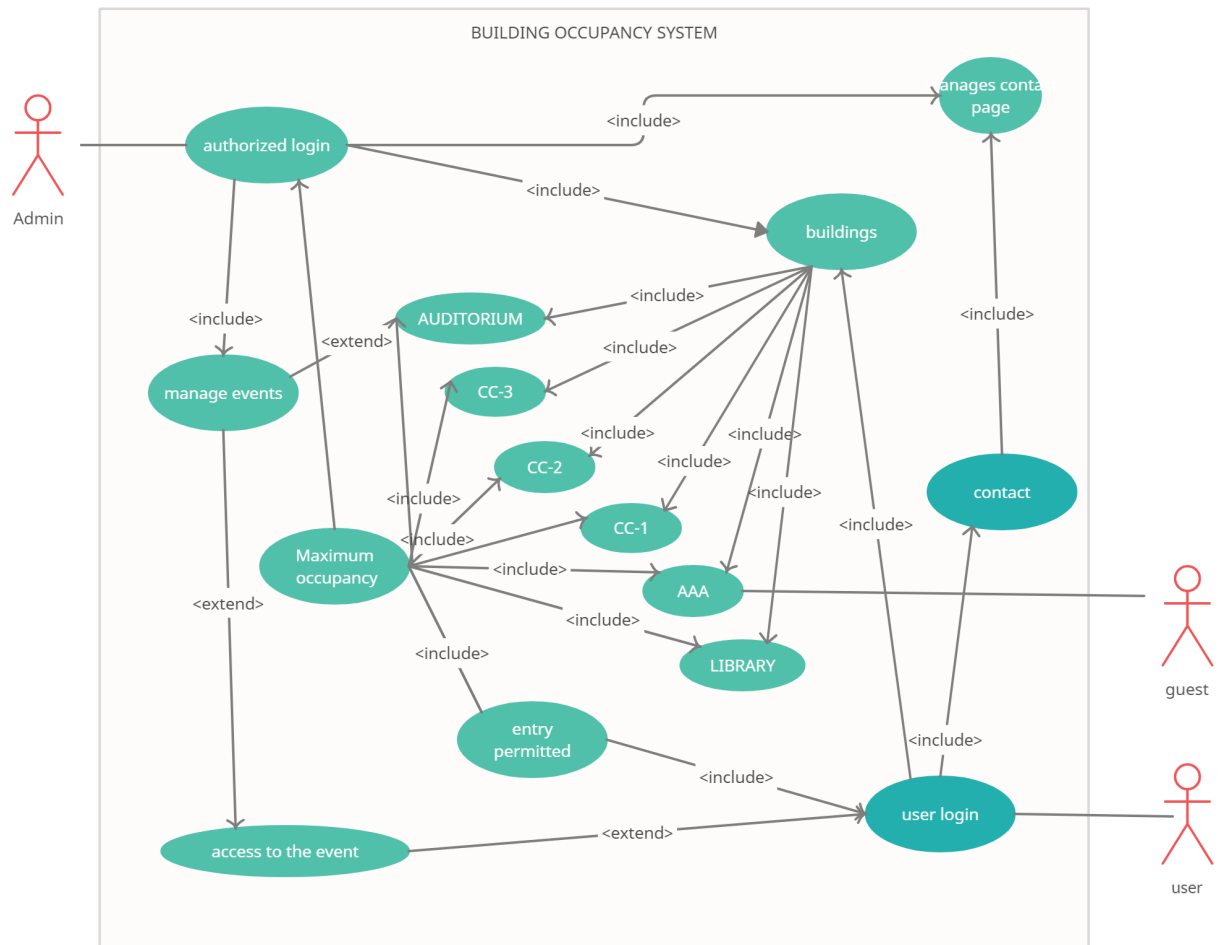 BUILDING OCCUPANCY SYSTEM
anages conta
page
<include>
authorized login
<include>
Admin
buildings
<include>
<include>
<include>
AUDITORIUM
<extend>
<include>
manage events
CC-3
<include>
<include>
<include>
CC-2
<include>
<include>
contact
<include>
<include>
CC-1
<include>
Maximum
occupancy
<include>
AAA
<extend>
<include>
<include>
LIBRARY
guest
entry
permitted
<include>
<include>
user login
<extend>
access to the event
user